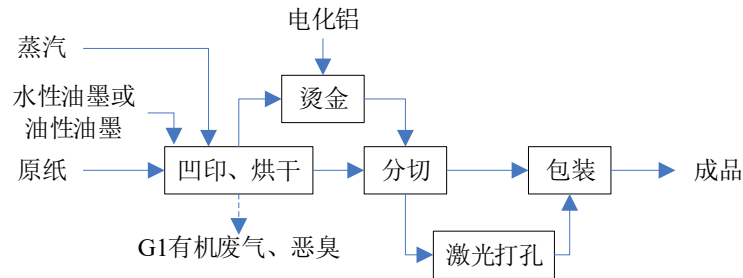 电化铝
蒸汽
烫金
水性油墨或
油性油墨
原纸
凹印、烘干
分切
包装
成品
G1有机废气、恶臭
激光打孔